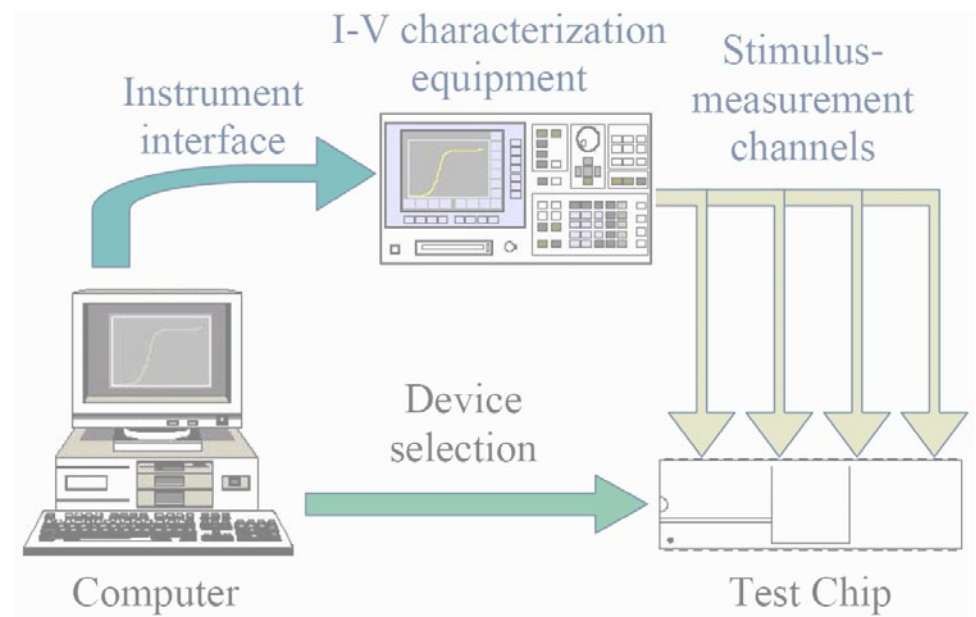 I-V characterization
equipment
Stimulus-
measurement
channels
Instrument
interface
Device
selection
Computer
Test Chip